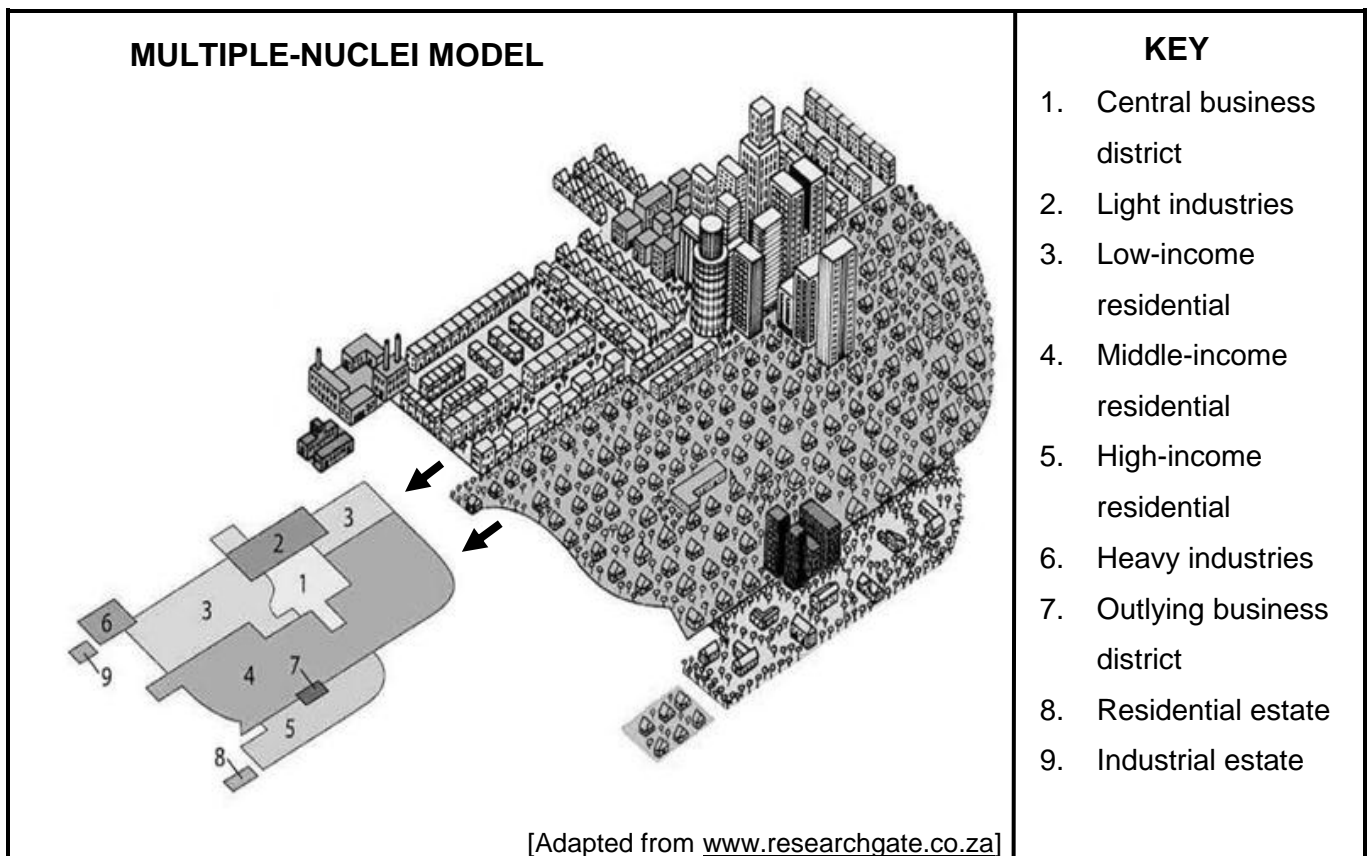 MULTIPLE-NUCLEI MODEL
3
2
1
3
6
9
4
7
5
8
[Adapted from www.researchgate.co.za]
KEY
1. Central business
district
2. Light industries
3. Low-income
residential
4. Middle-income
residential
5. High-income
residential
6. Heavy industries
7. Outlying business
district
8. Residential estate
9. Industrial estate